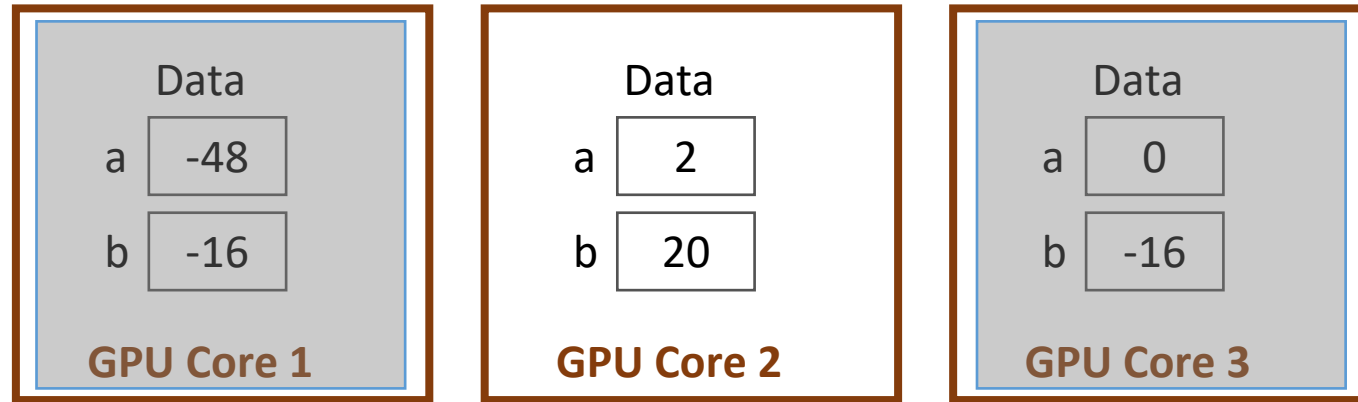 Data
a -48
b -16
GPU Core 1
Data
a 2
b 20
GPU Core 2
Data
a 0
b -16
GPU Core 3